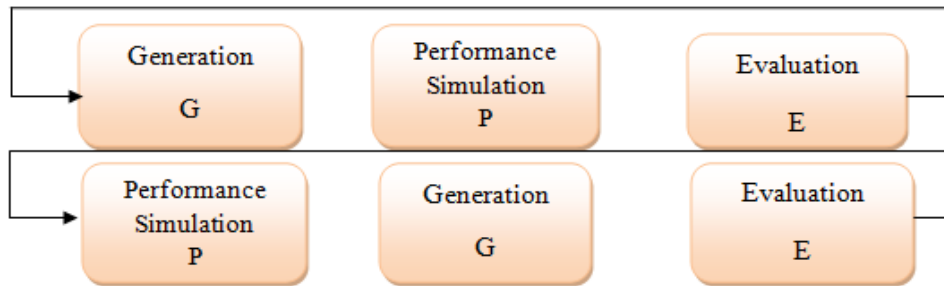 Generation
G
Performance
Simulation
P
Evaluation
E
Performance
Simulation
P
Generation
G
Evaluation
E